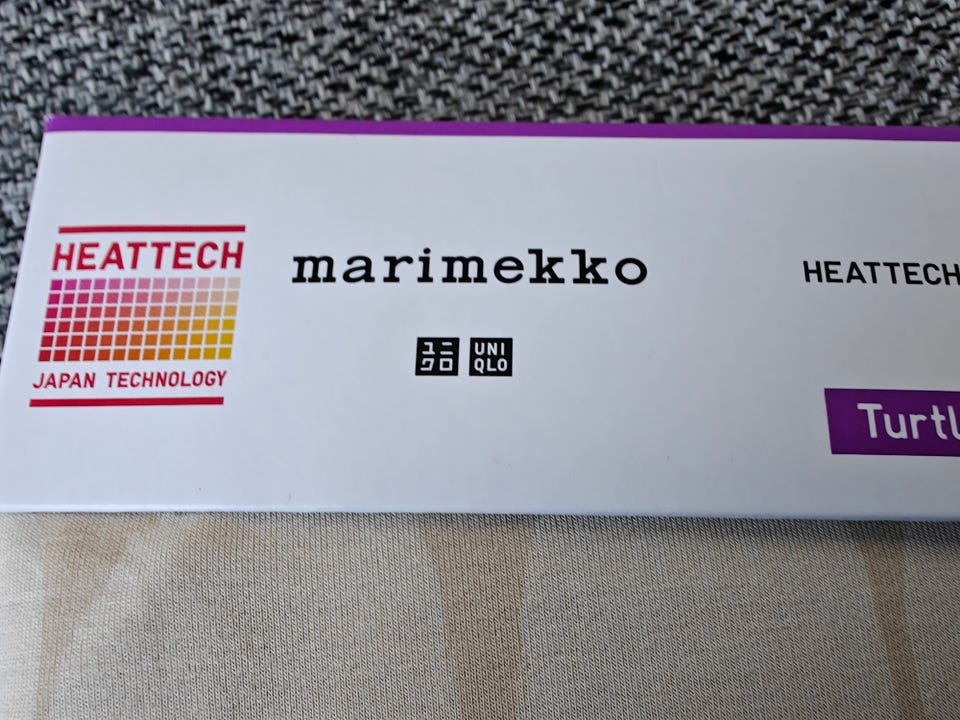 HEATTECH
JAPAN TECHNOLOGY
marimekko
ユニ
クロ
UNI
QLO
HEATTECH
Turtl